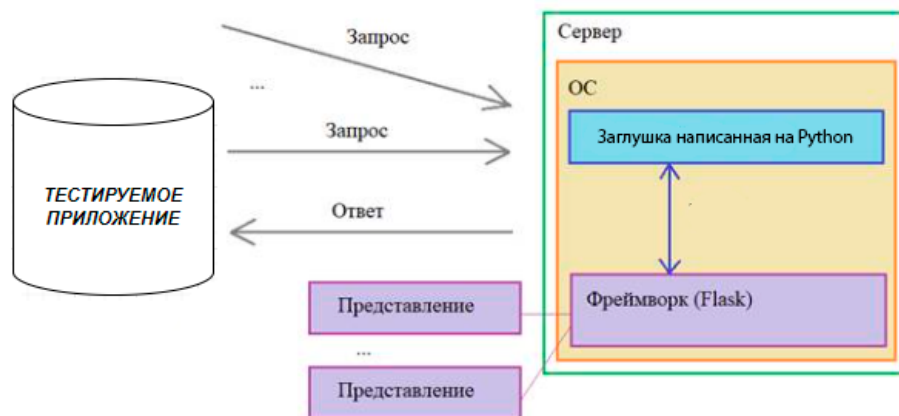 Запрос
...
Сервер
ОС
Заглушка написанная на Python
Запрос
ТЕСТИРУЕМОЕ
ПРИЛОЖЕНИЕ
Ответ
Представление
Фреймворк (Flask)
...
Представление